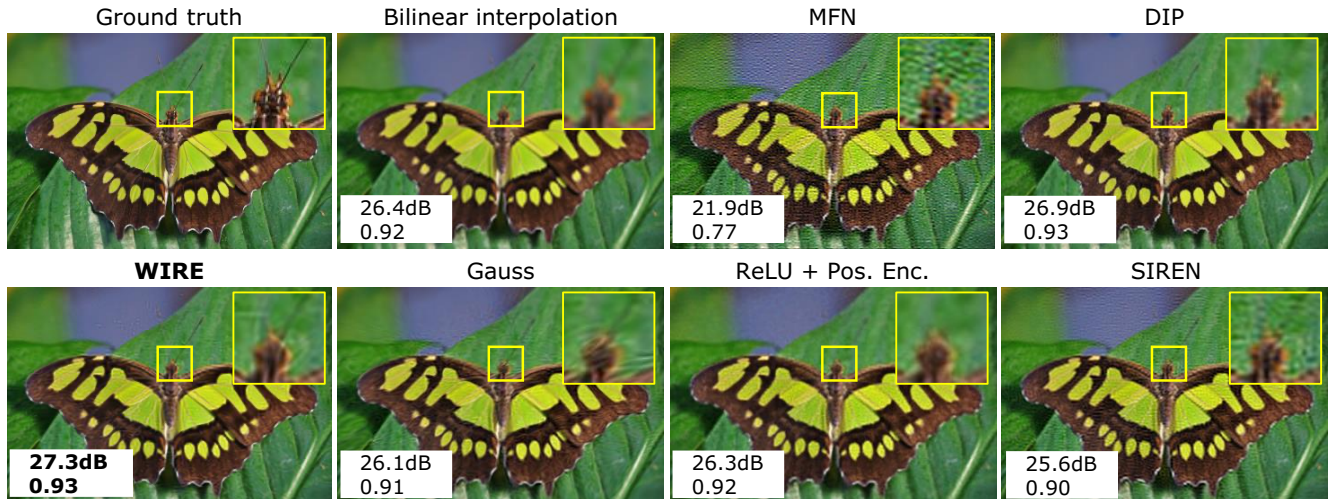 Ground truth
Bilinear interpolation
MFN
DIP
26.4dB
0.92
21.9dB
0.77
26.9dB
0.93
WIRE
Gauss
ReLU + Pos. Enc.
SIREN
27.3dB
0.93
26.1dB
0.91
26.3dB
0.92
25.6dB
0.90